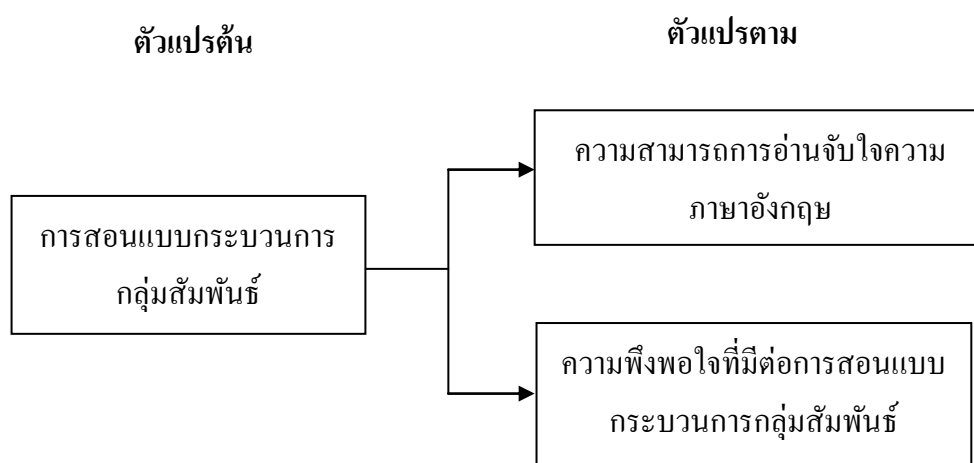 ตัวแปรต้น
ตัวแปรตาม
การสอนแบบกระบวนการ
กลุ่มสัมพันธ์
ความสามารถการอ่านจับใจความ
ภาษาอังกฤษ
ความพึงพอใจที่มีต่อการสอนแบบ
กระบวนการกลุ่มสัมพันธ์